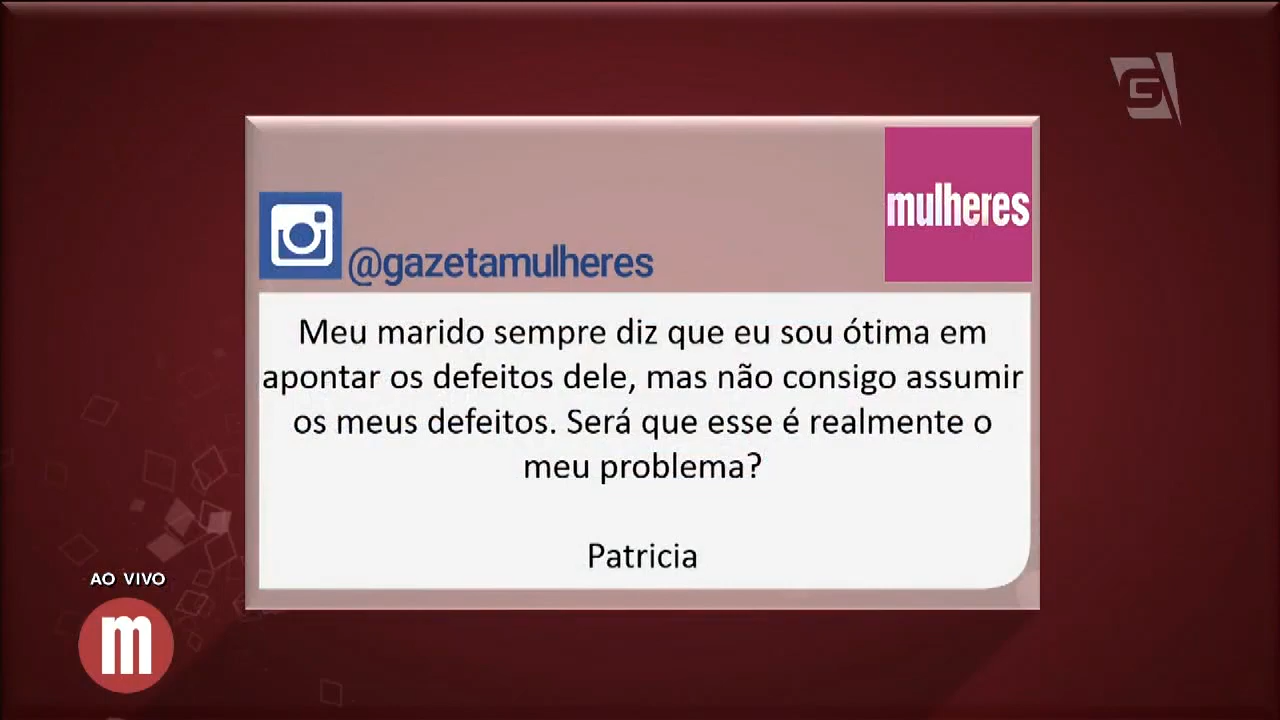 mulheres
@gazetamulheres
Meu marido sempre diz que eu sou ótima em
apontar os defeitos dele, mas não consigo assumir
os meus defeitos. Será que esse é realmente o
meu problema?
Patricia
AO VIVO
m
G